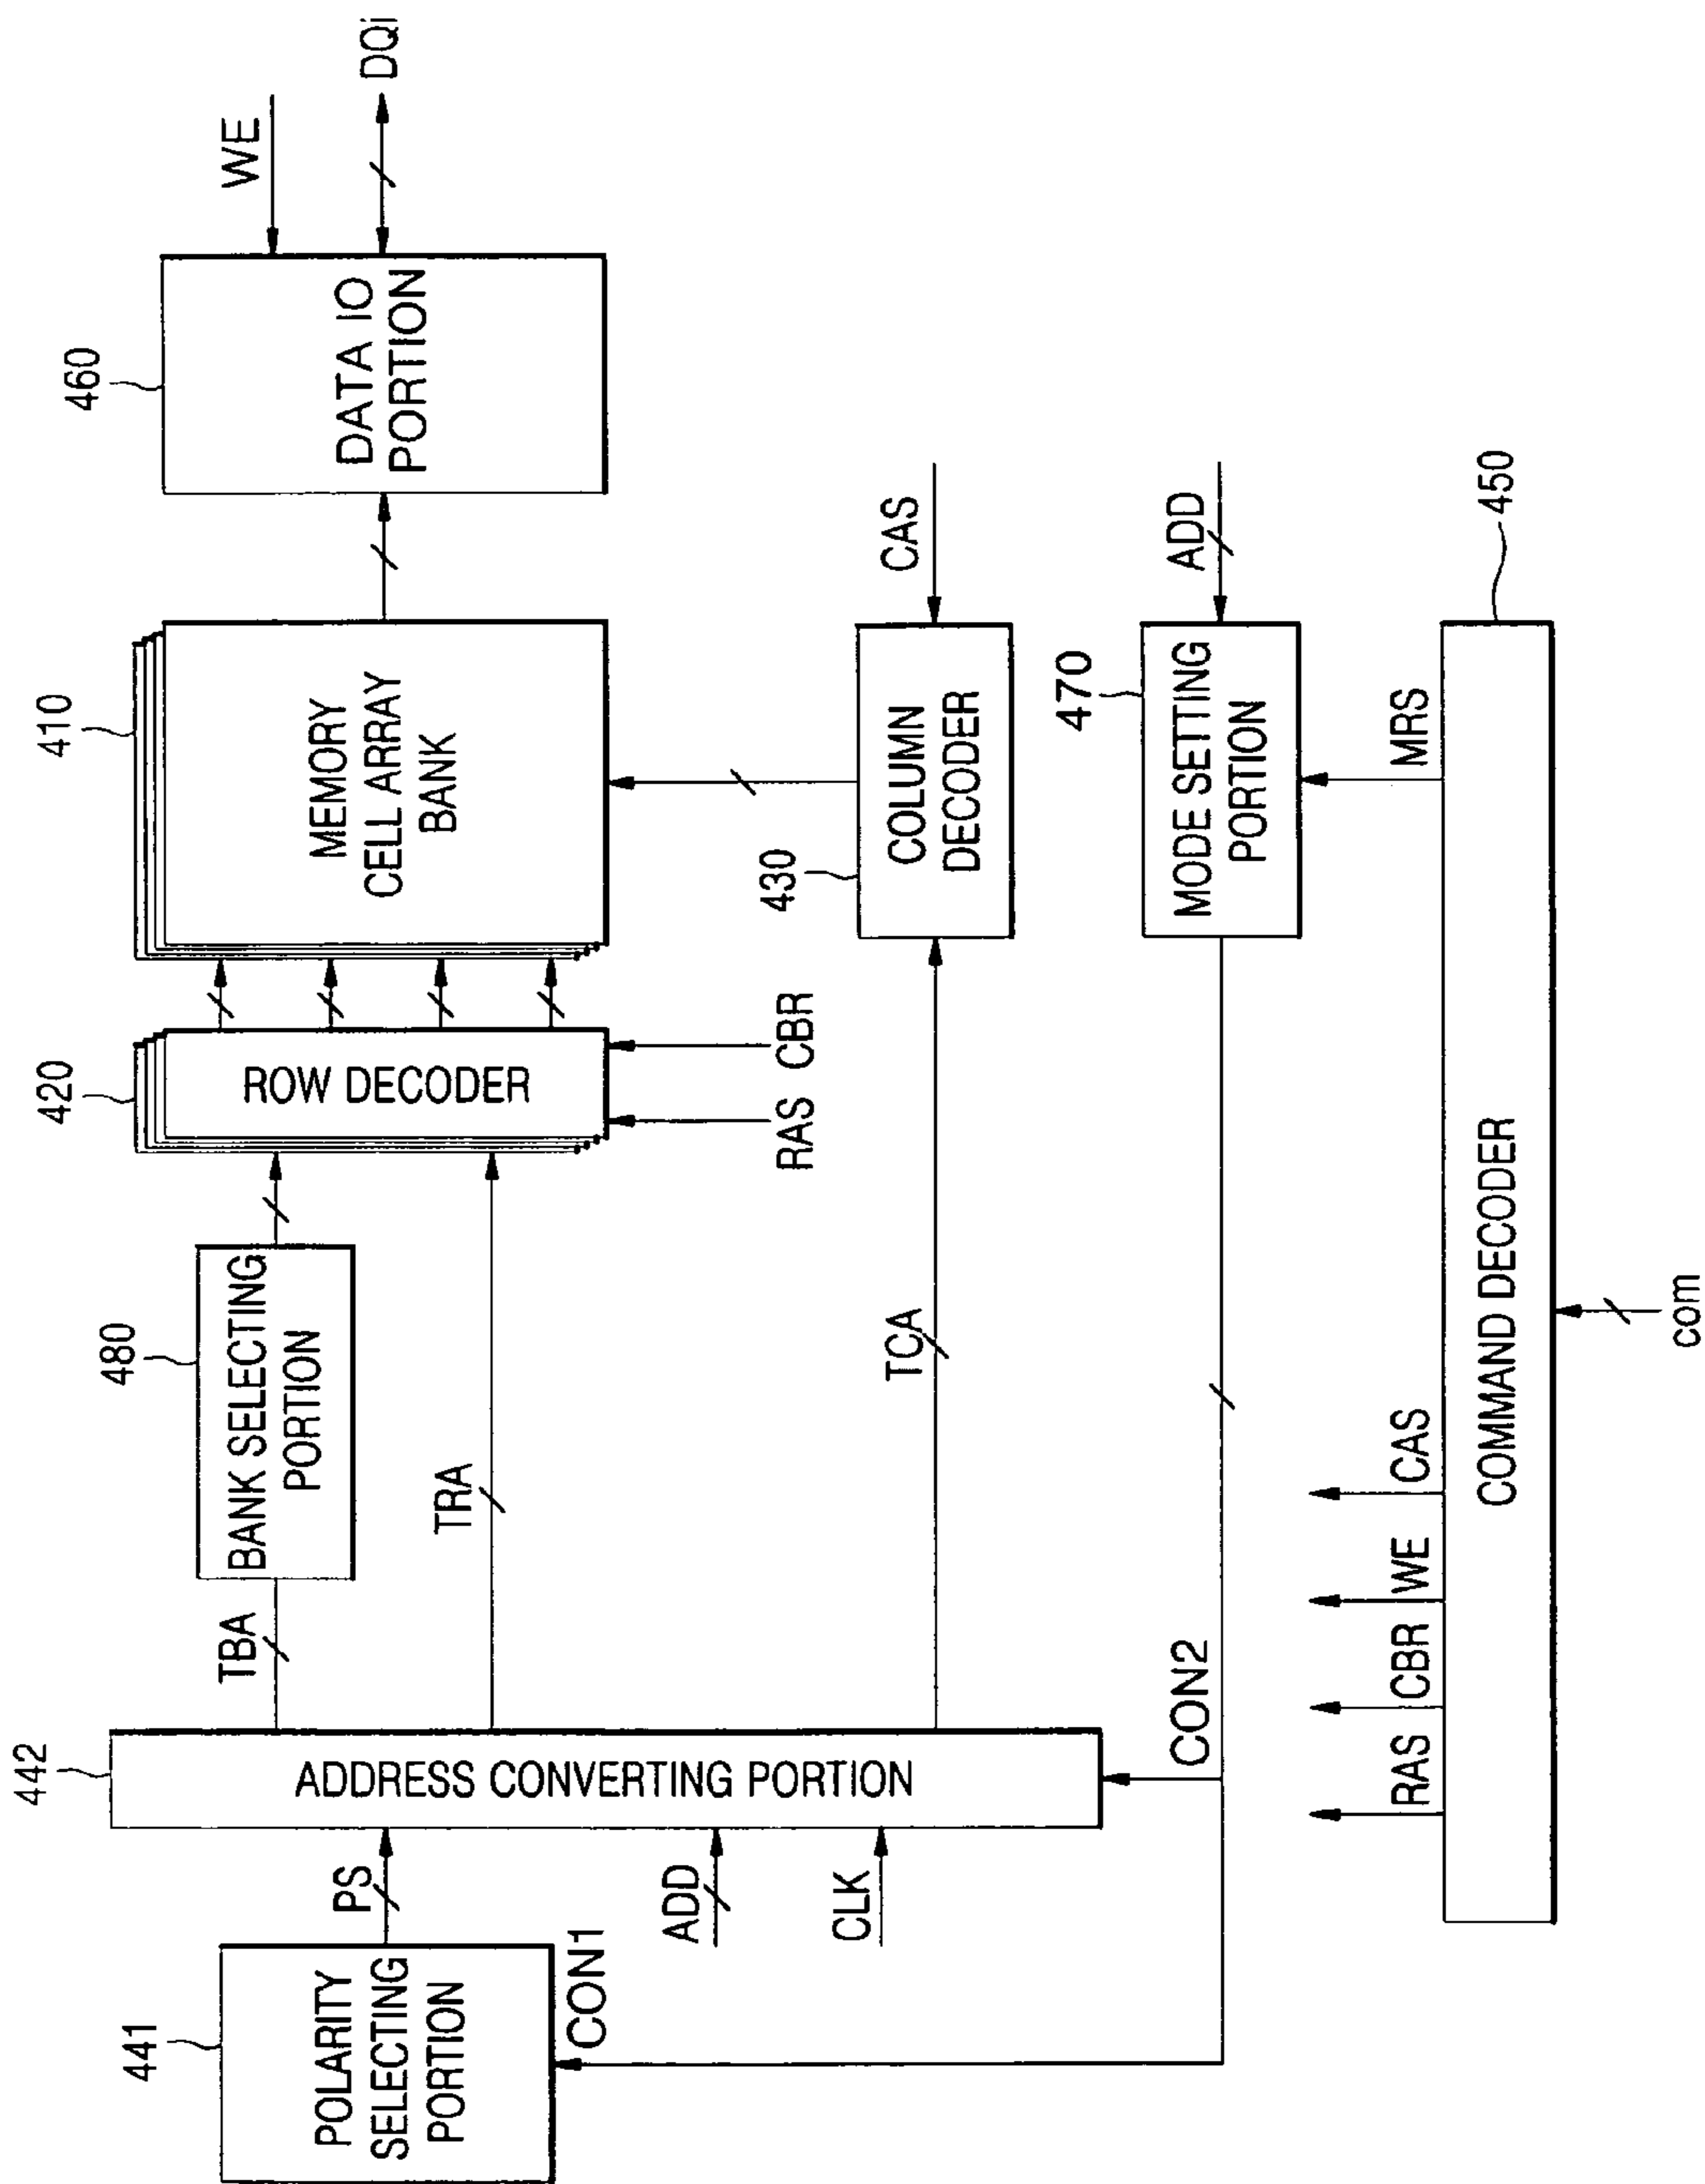 441
POLARITY
SELECTING
PORTION
CON1
PS
ADD
CLK
442
ADDRESS CONVERTING PORTION
CON2
TBA
TRA
TCA
480
BANK SELECTING
PORTION
420
ROW DECODER
RAS
CBR
410
MEMORY
CELL ARRAY
BANK
460
DATA IO
PORTION
WE
DQi
430
COLUMN
DECODER
CAS
470
MODE SETTING
PORTION
ADD
MRS
RAS
CBR
WE
CAS
COMMAND DECODER
450
com